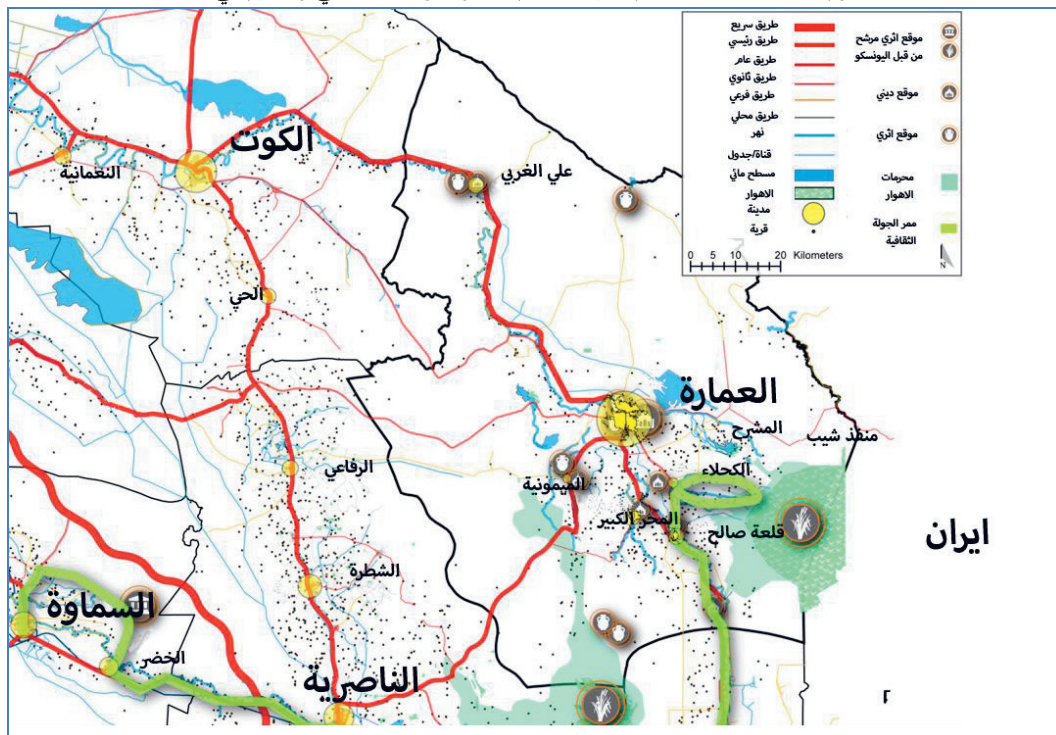 طريق سريع
طريق رئيسي
طريق عام
طريق ثانوي
طريق فرعي
طريق محلي
نهر
قناة/جدول
مسطح مائي
الاهوار
مدينة
قرية
موقع اثري مرشح
من قبل اليونسكو
موقع ديني
موقع اثري
محرمات
الاهوار
ممر الجولة
الثقافية
0 5 10 20 Kilometers
N
الكوت
النعمانية
علي الغربي
الحي
العمارة
المشرح
منفذ شيب
الكحلاء
الرفاعي
الميمونية
المجر الكبير
قلعة صالح
ايران
الشطرة
السماوة
الخضر
الناصرية